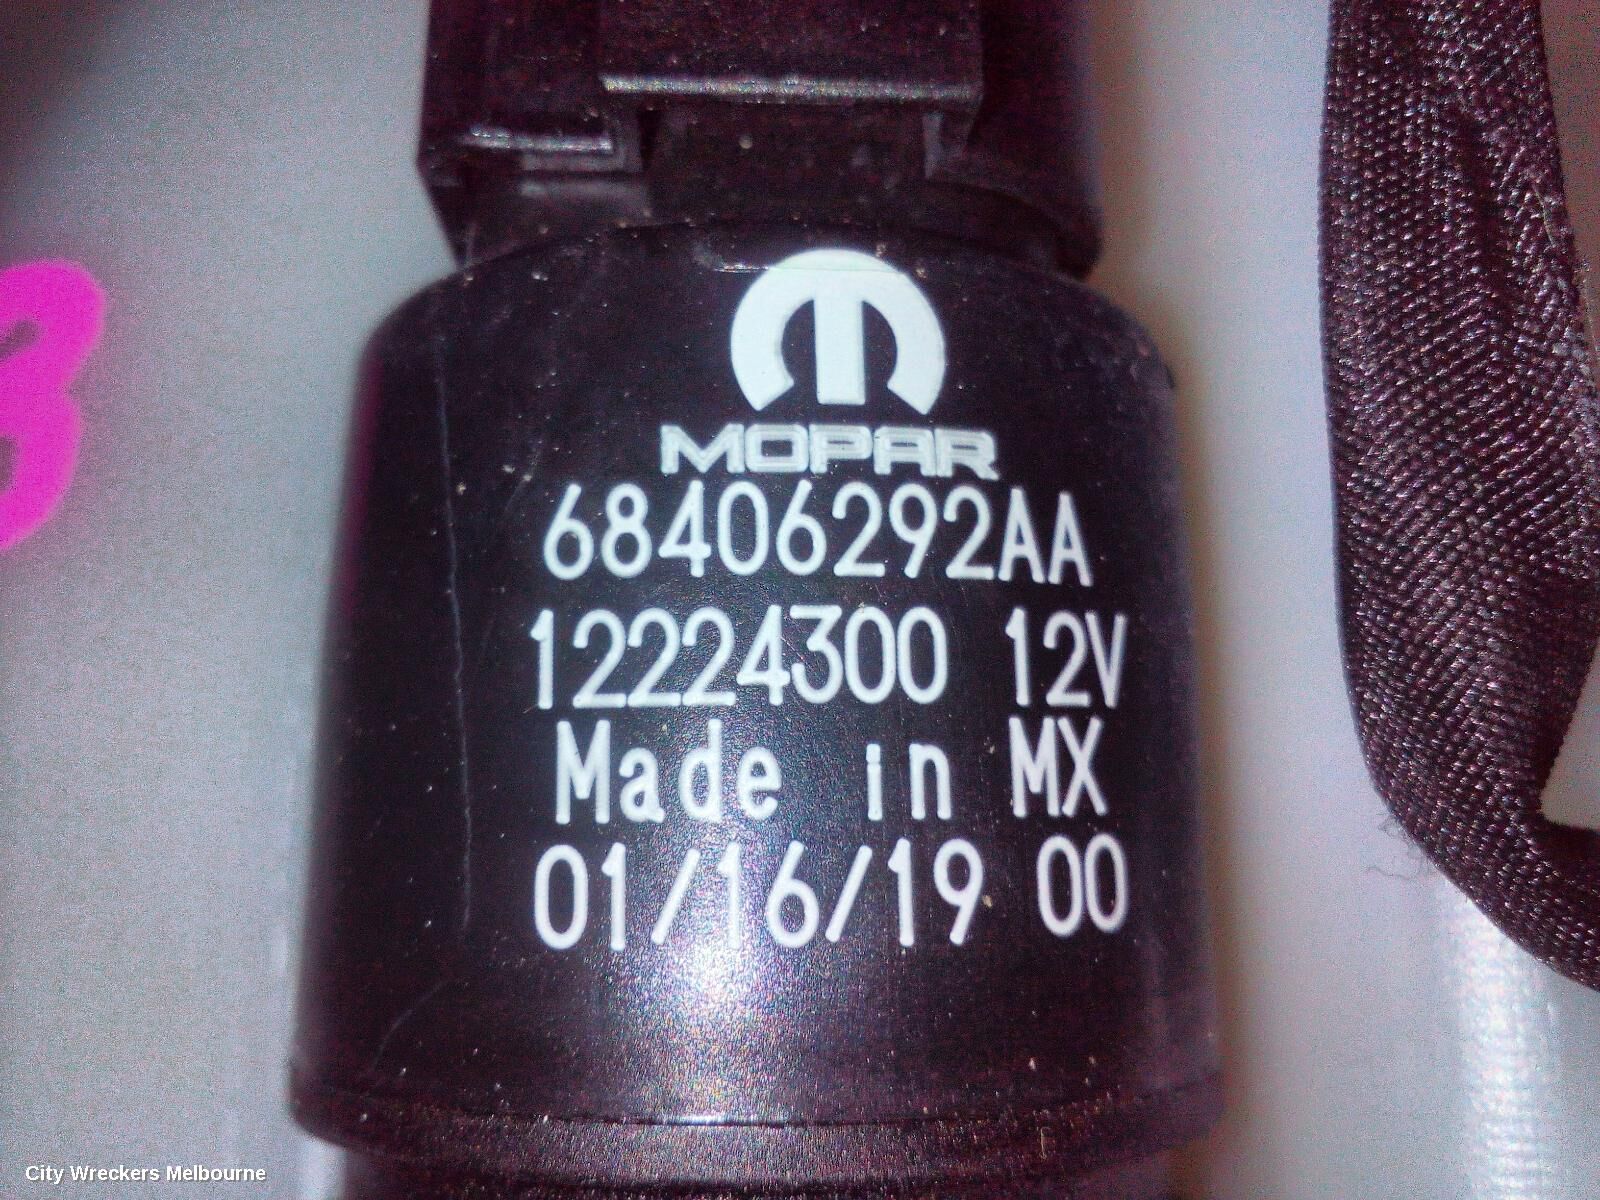 MOPAR
68406292AA
12224300 12V
Made in MX
01/16/19 00
City Wreckers Melbourne